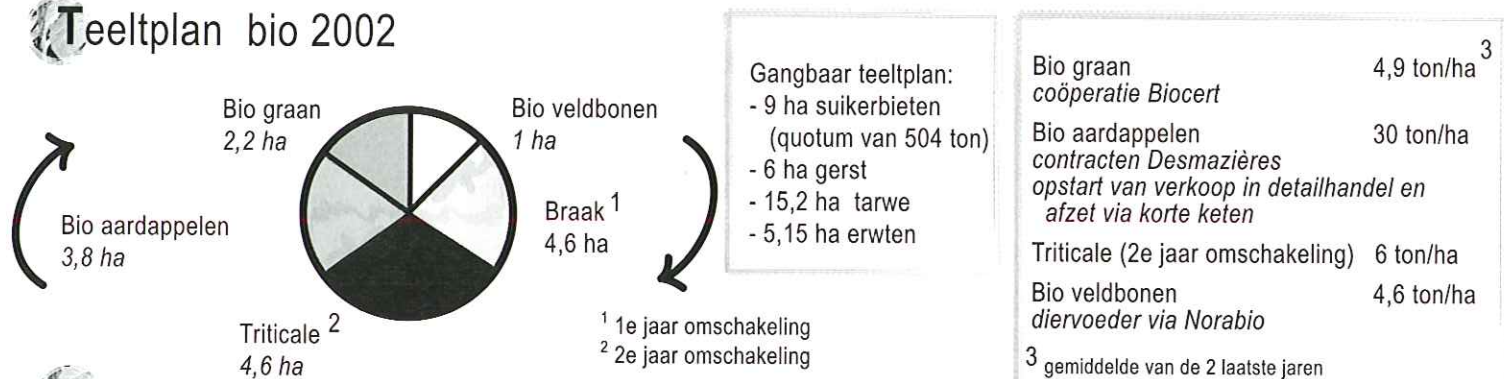 Teeltplan bio 2002
Bio graan
2,2 ha
Bio veldbonen
1 ha
Bio aardappelen
3,8 ha
Braak 1
4,6 ha
Triticale 2
4,6 ha
1 1e jaar omschakeling
2 2e jaar omschakeling
Gangbaar teeltplan:
- 9 ha suikerbieten
(quotum van 504 ton)
- 6 ha gerst
- 15,2 ha tarwe
- 5,15 ha erwten
Bio graan 4,9 ton/ha 3
coöperatie Biocert
Bio aardappelen 30 ton/ha
contracten Desmazières
opstart van verkoop in detailhandel en
afzet via korte keten
Triticale (2e jaar omschakeling) 6 ton/ha
Bio veldbonen 4,6 ton/ha
diervoeder via Norabio
3 gemiddelde van de 2 laatste jaren